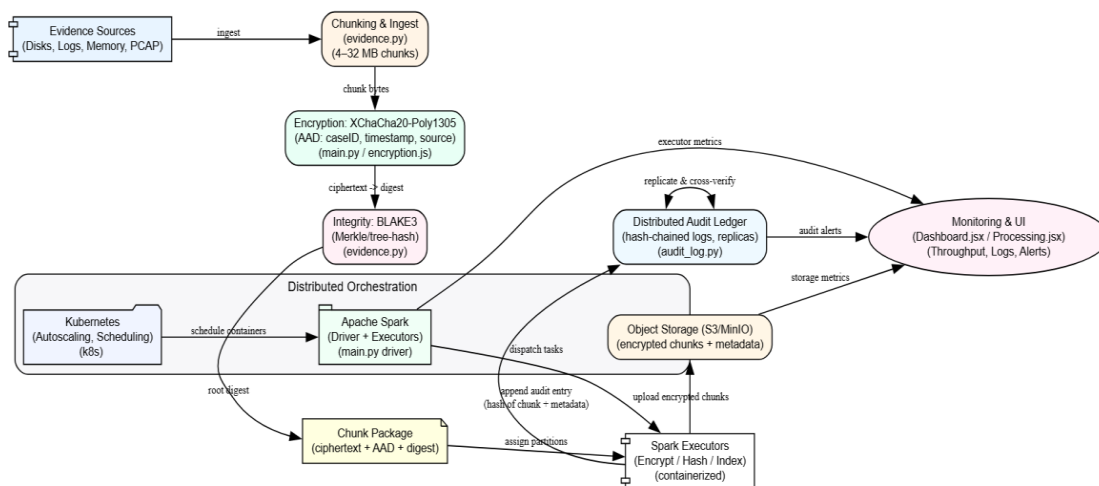 Evidence Sources
(Disks, Logs, Memory, PCAP)
ingest
Chunking & Ingest
(evidence.py)
(4–32 MB chunks)
chunk bytes
Encryption: XChaCha20-Poly1305
(AAD: caseID, timestamp, source)
(main.py / encryption.js)
executor metrics
ciphertext -> digest
replicate & cross-verify
Integrity: BLAKE3
(Merkle/tree-hash)
(evidence.py)
Distributed Audit Ledger
(hash-chained logs, replicas)
(audit_log.py)
audit alerts
Monitoring & UI
(Dashboard.jsx / Processing.jsx)
(Throughput, Logs, Alerts)
storage metrics
Distributed Orchestration
Kubernetes
(Autoscaling, Scheduling)
(k8s)
schedule containers
Apache Spark
(Driver + Executors)
(main.py driver)
Object Storage (S3/MinIO)
(encrypted chunks + metadata)
dispatch tasks
root digest
append audit entry
(hash of chunk + metadata)
upload encrypted chunks
Chunk Package
(ciphertext + AAD + digest)
assign partitions
Spark Executors
(Encrypt / Hash / Index)
(containerized)